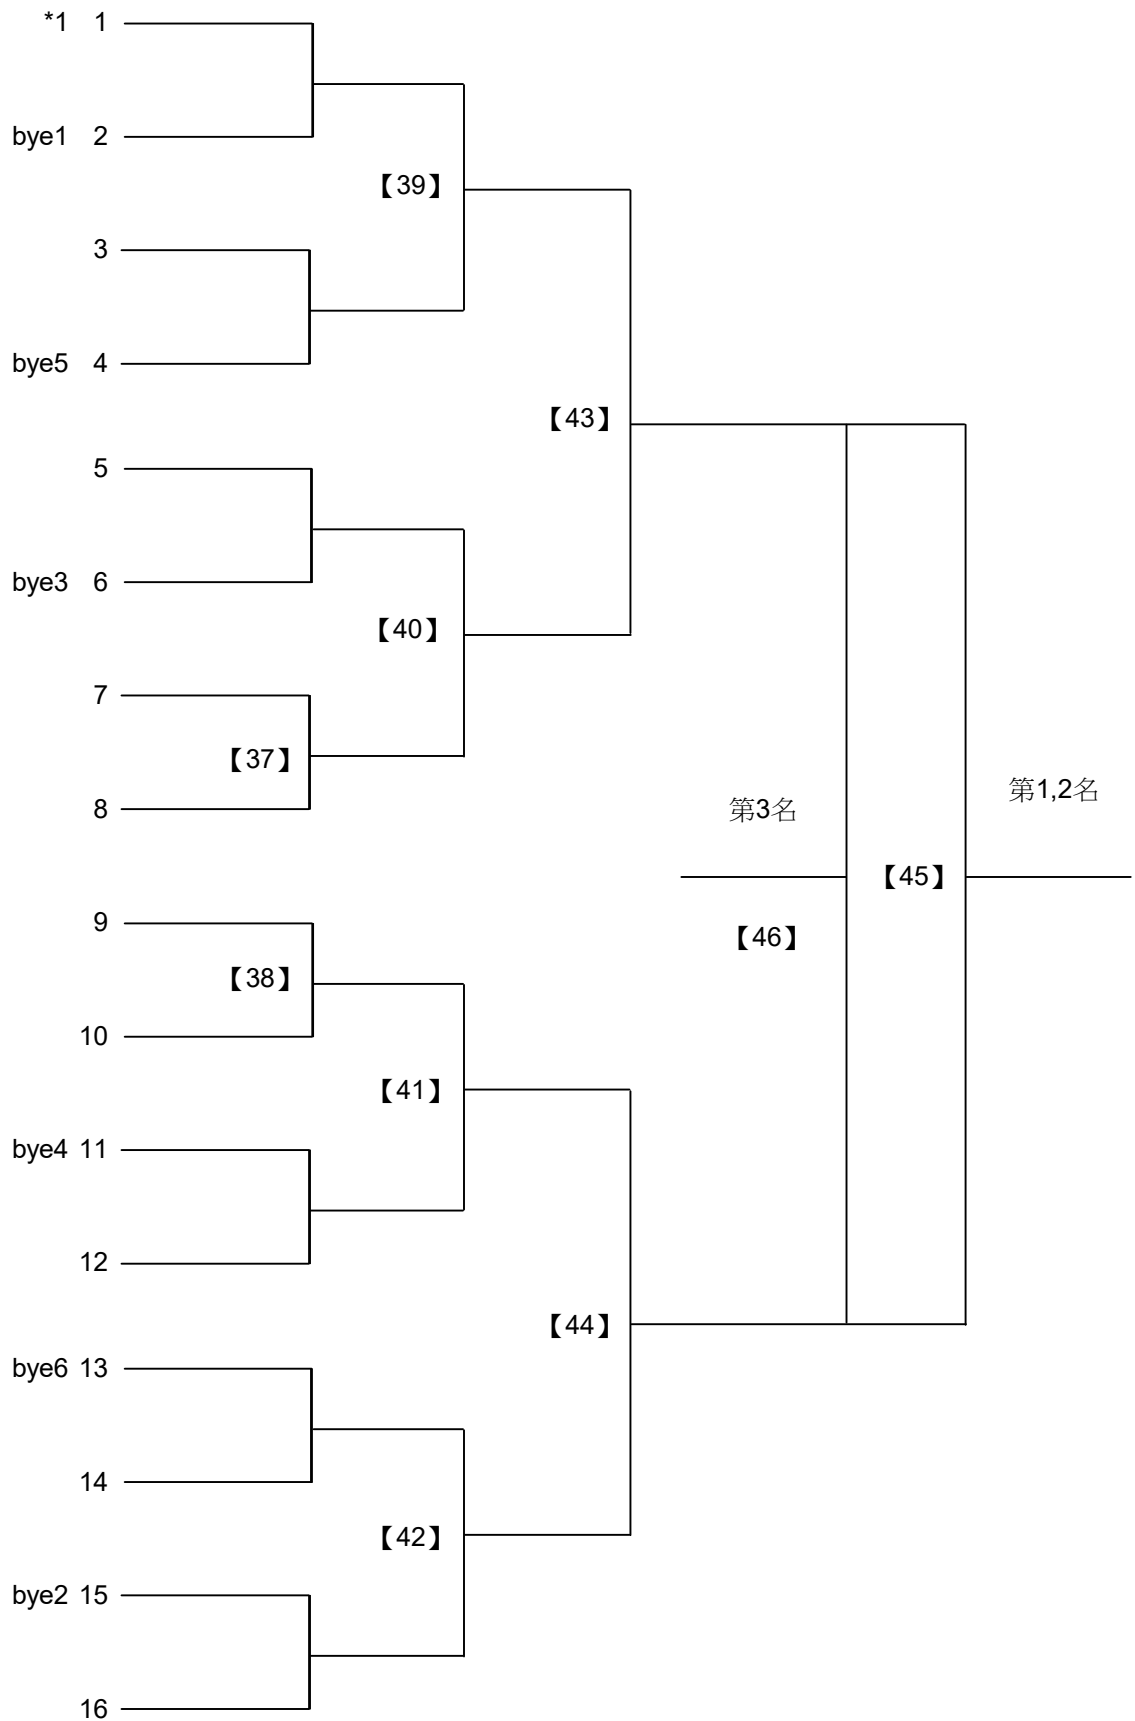 *1 1
bye1 2
【39】
3
bye5 4
【43】
5
bye3 6
【40】
7
【37】
8
第1,2名
第3名
【45】
9
【46】
【38】
10
【41】
bye4 11
12
【44】
bye6 13
14
【42】
bye2 15
16